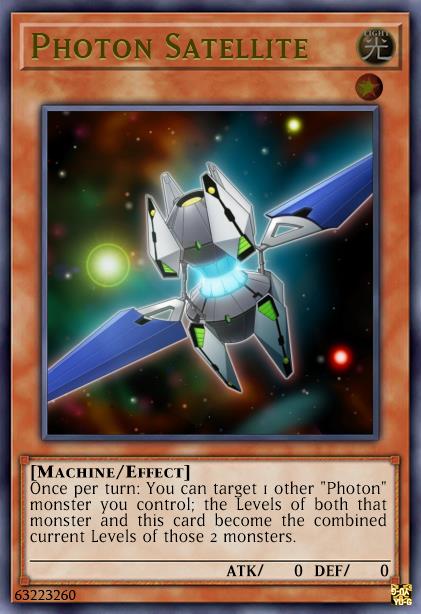 Photon Satellite
LIGHT
光
[Machine/Effect]
Once per turn: You can target 1 other "Photon"
monster you control; the Levels of both that
monster and this card become the combined
current Levels of those 2 monsters.
ATK/ 0 DEF/ 0
63223260